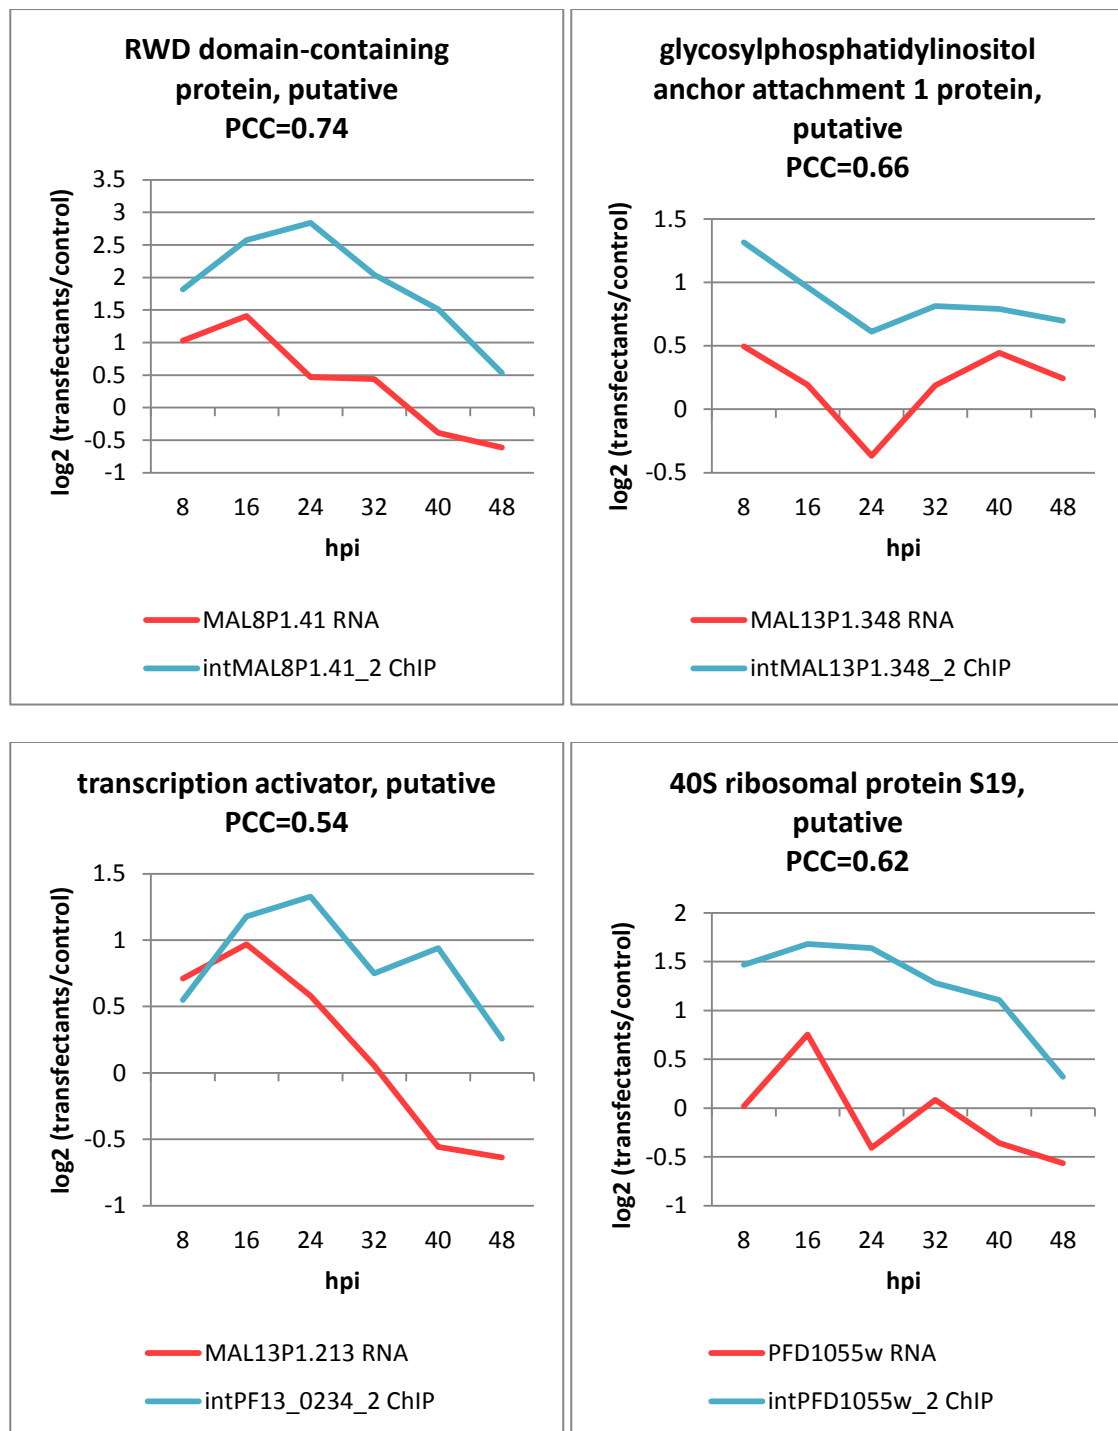 RWD domain-containing
protein, putative
PCC=0.74
log2 (transfectants/control)
3.5
3
2.5
2
1.5
1
0.5
0
-0.5
-1
8 16 24 32 40 48
hpi
MAL8P1.41 RNA
intMAL8P1.41_2 ChIP
glycosylphosphatidylinositol
anchor attachment 1 protein,
putative
PCC=0.66
log2 (transfectants/control)
1.5
1
0.5
0
-0.5
8 16 24 32 40 48
hpi
MAL13P1.348 RNA
intMAL13P1.348_2 ChIP
transcription activator, putative
PCC=0.54
log2 (transfectants/control)
1.5
1
0.5
0
-0.5
-1
8 16 24 32 40 48
hpi
MAL13P1.213 RNA
intPF13_0234_2 ChIP
40S ribosomal protein S19,
putative
PCC=0.62
log2 (transfectants/control)
2
1.5
1
0.5
0
-0.5
-1
8 16 24 32 40 48
hpi
PFD1055w RNA
intPFD1055w_2 ChIP